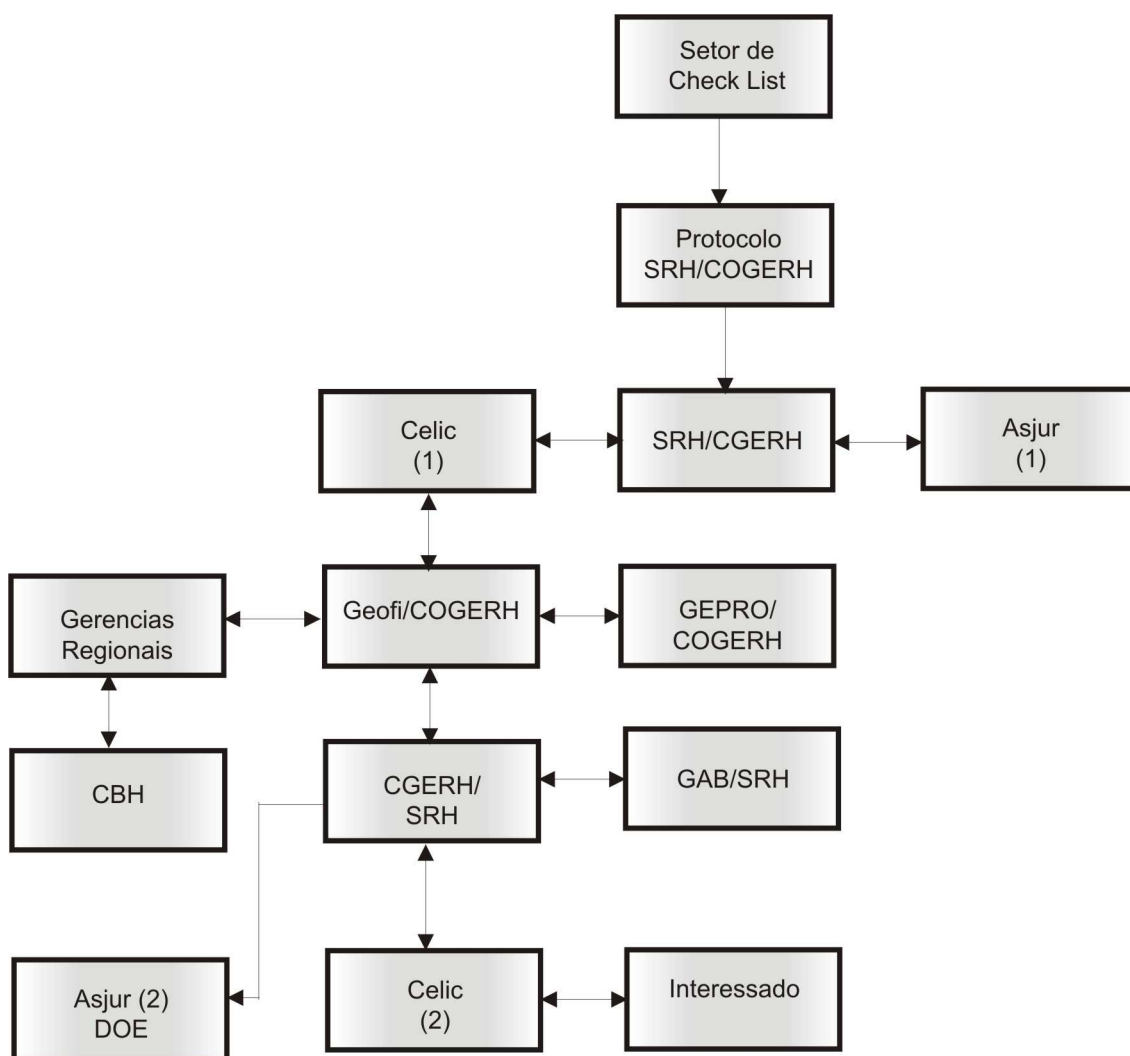 Setor de
Check List
Protocolo
SRH/COGERH
Celic
(1)
SRH/CGERH
Asjur
(1)
Gerencias
Regionais
Geofi/COGERH
GEPRO/
COGERH
CBH
CGERH/
SRH
GAB/SRH
Asjur (2)
DOE
Celic
(2)
Interessado